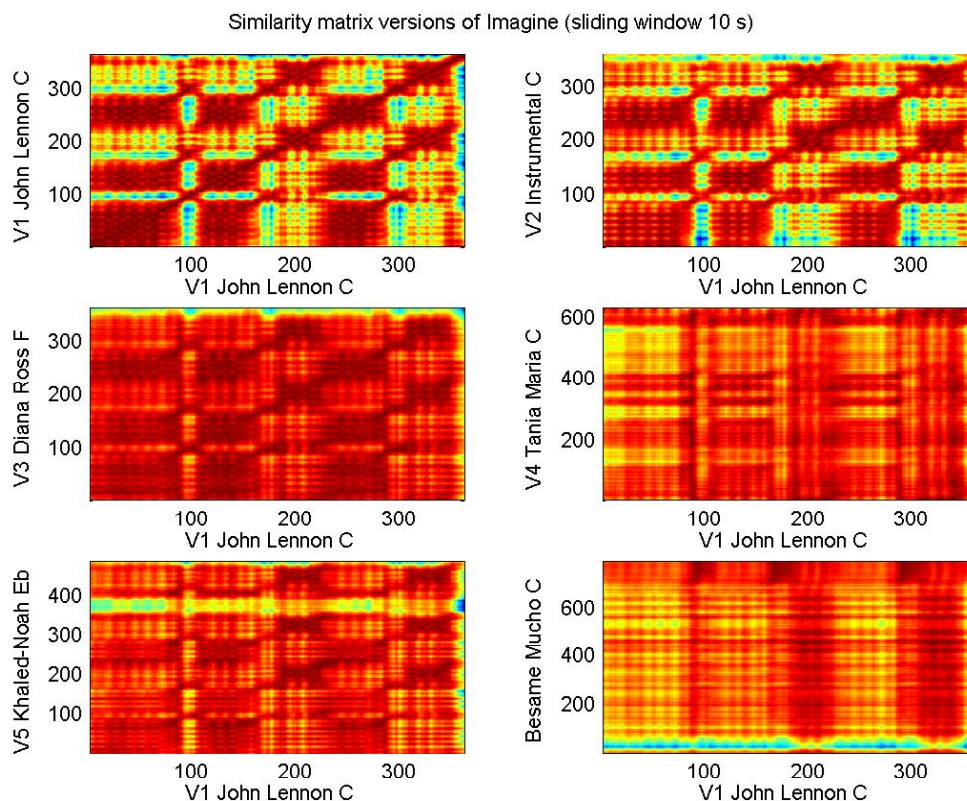 Similarity matrix versions of Imagine (sliding window 10 s)
V1 John Lennon C
300
200
100
100 200 300
V1 John Lennon C
V2 Instrumental C
300
200
100
100 200 300
V1 John Lennon C
V3 Diana Ross F
300
200
100
100 200 300
V1 John Lennon C
V4 Tania Maria C
600
400
200
100 200 300
V1 John Lennon C
V5 Khaled-Noah Eb
400
300
200
100
100 200 300
V1 John Lennon C
Besame Mucho C
600
400
200
100 200 300
V1 John Lennon C